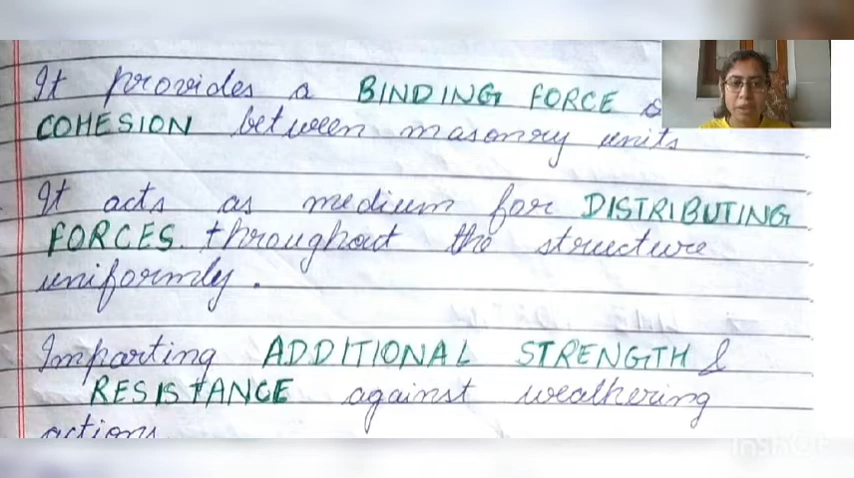 It provides a BINDING FORCE &
COHESION between masonry units
It acts as medium for DISTRIBUTING
FORCES throughout the structure
uniformly.
Imparting ADDITIONAL STRENGTH &
RESISTANCE against weathering
actions